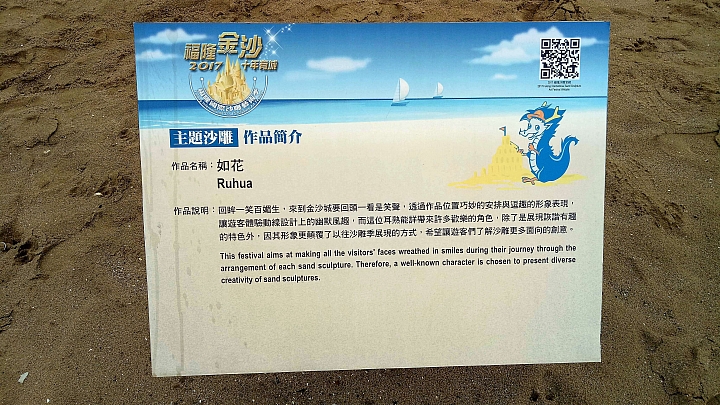 福隆金沙
2017十年有成
主題沙雕 作品簡介
作品名稱：如花
Ruhua
作品說明：回眸一笑百媚生，來到金沙城要回頭一看是笑聲，透過作品位置巧妙的安排與逗趣的形象表現，
讓遊客體驗動線設計上的幽默風趣，而這位耳熟能詳帶來許多歡樂的角色，除了是展現詼諧有趣
的特色外，因其形象更顛覆了以往沙雕季展現的方式，希望讓遊客們了解沙雕更多面向的創意。
This festival aims at making all the visitors' faces wreathed in smiles during their journey through the
arrangement of each sand sculpture. Therefore, a well-known character is chosen to present diverse
creativity of sand sculptures.